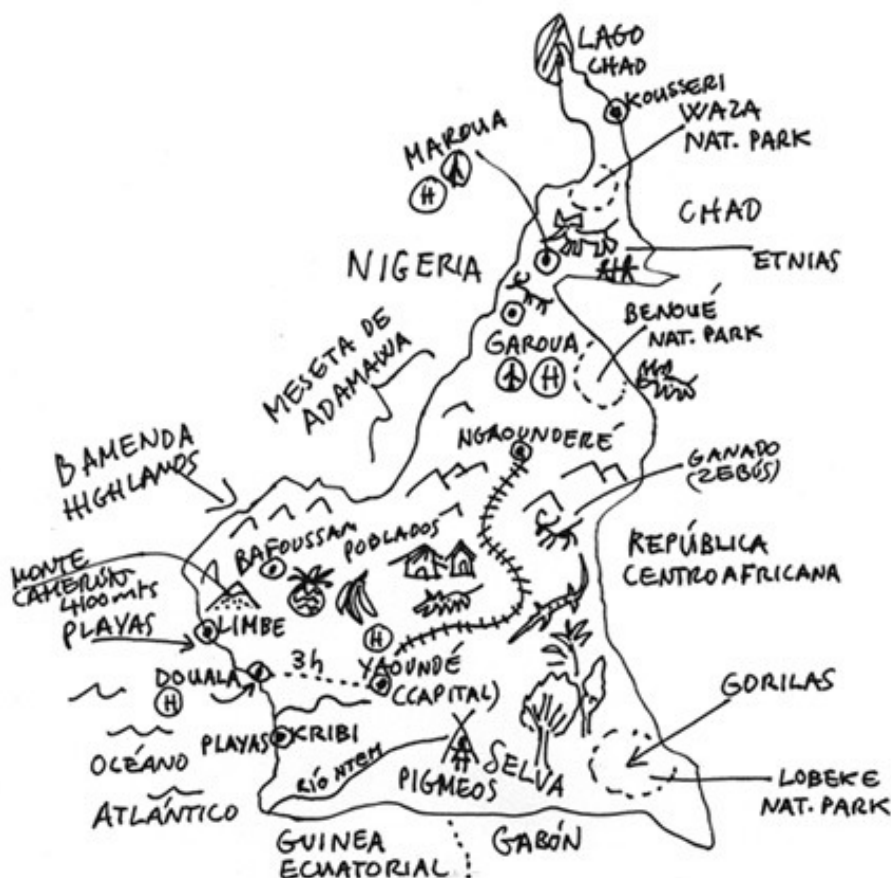 LAGO
CHAD
KOUSSERI
WAZA
NAT. PARK
MAROUA
H
CHAD
NIGERIA
ETNIAS
BENOUÉ
NAT. PARK
GAROUA
H
MESETA DE
ADAMAWA
NGAOUNDERÉ
BAMENDA
HIGHLANDS
GANADO
(ZEBÚS)
BAFOUSSAM
POBLADOS
REPÚBLICA
CENTROAFRICANA
MONTE
CAMERÚN
4100 mts
PLAYAS
LIMBE
H
3h
YAOUNDÉ
(CAPITAL)
DOUALA
H
GORILAS
PLAYAS
KRIBI
OCÉANO
ATLÁNTICO
RÍO NTEM
PIGMEOS
SELVA
LOBEKE
NAT. PARK
GUINEA
ECUATORIAL
GABÓN